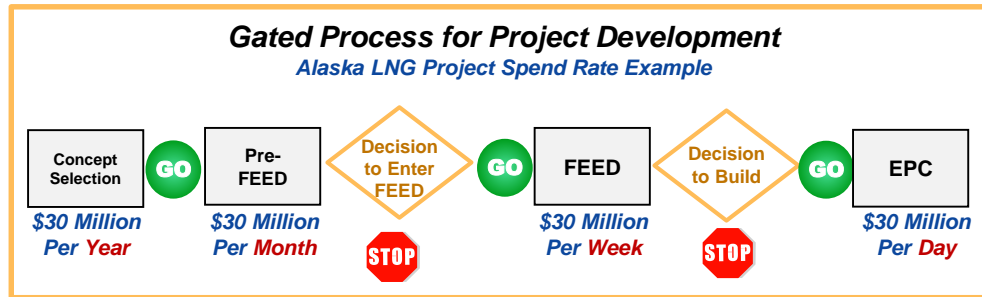 Gated Process for Project Development
Alaska LNG Project Spend Rate Example
Concept
Selection
GO
Pre-
FEED
Decision
to Enter
FEED
GO
FEED
Decision
to Build
GO
EPC
$30 Million
Per Year
$30 Million
Per Month
STOP
$30 Million
Per Week
STOP
$30 Million
Per Day